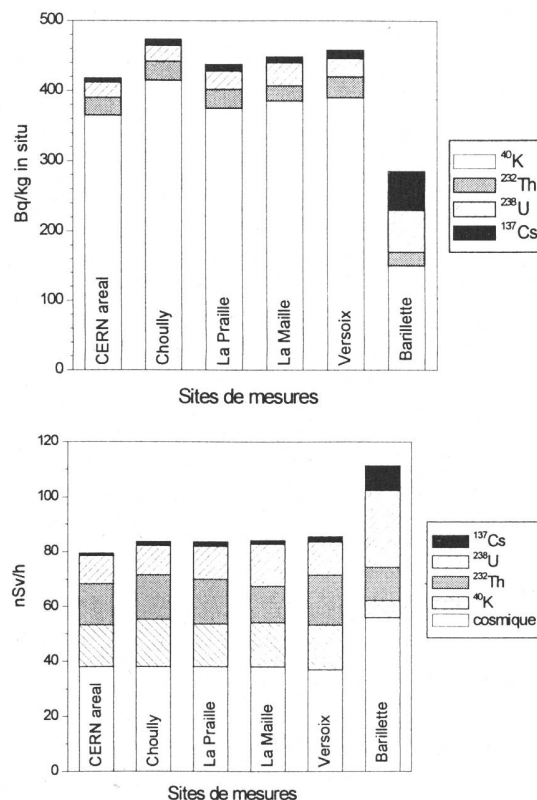 500
400
300
200
100
0
Bq/kg in situ
CERN areal
Choully
La Praille
La Maille
Versoix
Barillette
Sites de mesures
⁴⁰K
²³²Th
²³⁸U
¹³⁷Cs
120
100
80
60
40
20
0
nSv/h
CERN areal
Choully
La Praille
La Maille
Versoix
Barillette
Sites de mesures
¹³⁷Cs
²³⁸U
²³²Th
⁴⁰K
cosmique